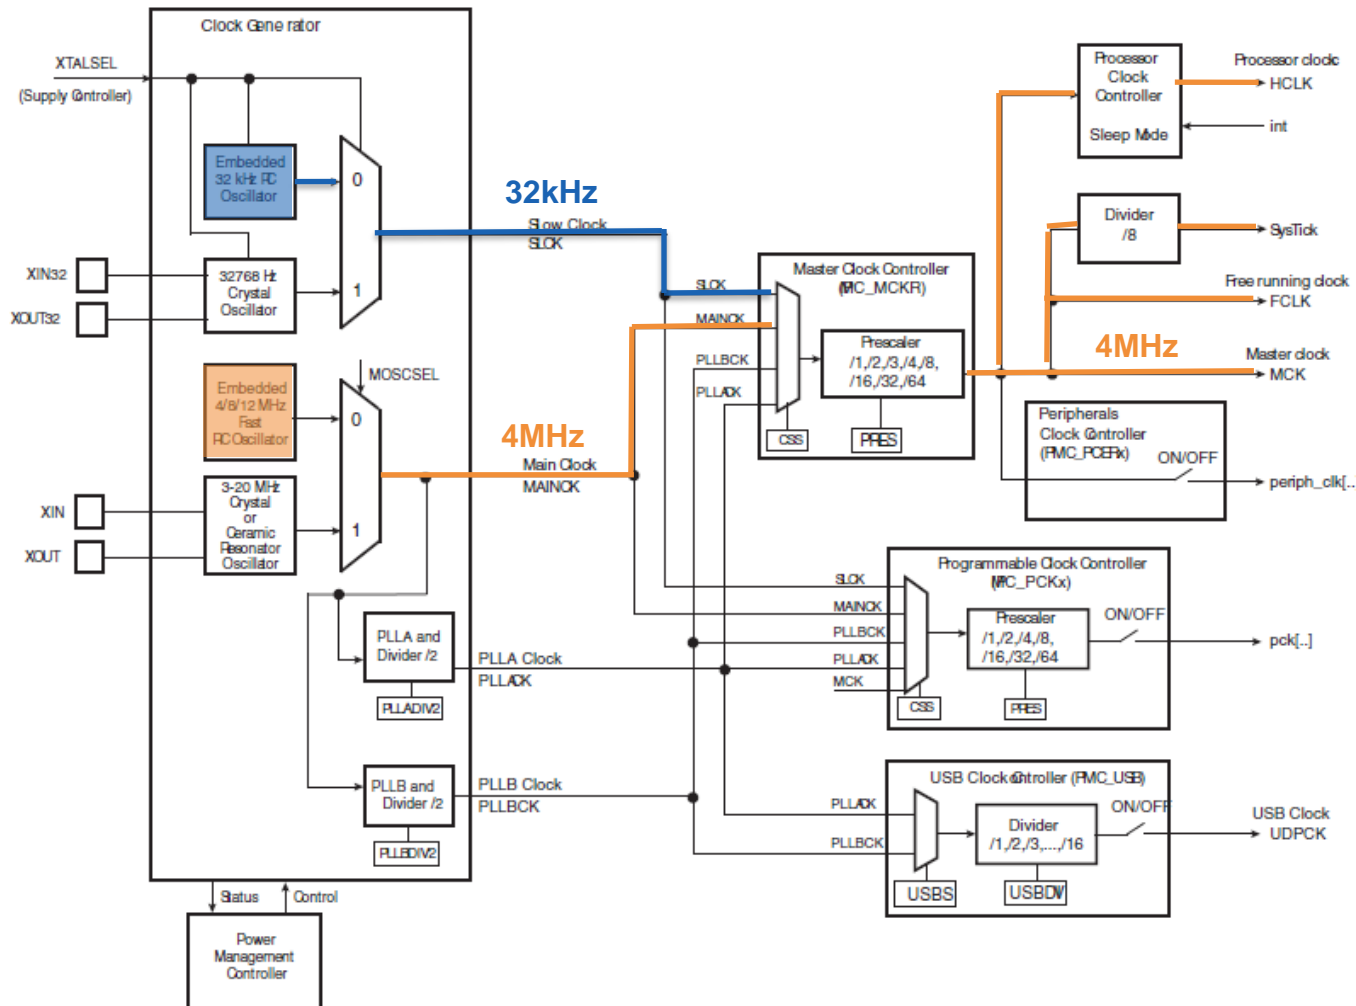 Clock Generator
XTALSEL
(Supply Controller)
Embedded
32 kHz RC
Oscillator
0
XIN32
XOUT32
32768 Hz
Crystal
Oscillator
1
32kHz
Slow Clock
SLCK
MOSCSEL
Embedded
4/8/12 MHz
Fast
RC Oscillator
0
XIN
XOUT
3-20 MHz
Crystal
or
Ceramic
Resonator
Oscillator
1
4MHz
Main Clock
MAINCK
PLLA and
Divider /2
PLLADIV2
PLLA Clock
PLLACK
PLLB and
Divider /2
PLLBDIV2
PLLB Clock
PLLBCK
Status
Control
Power
Management
Controller
Master Clock Controller
(PMC_MCKR)
SLCK
MAINCK
PLLBCK
PLLACK
Prescaler
/1,/2,/3,/4,/8,
/16,/32,/64
CSS
PRES
Processor
Clock
Controller
Sleep Mode
Processor clock
HCLK
int
Divider
/8
SysTick
Free running clock
FCLK
4MHz
Master clock
MCK
Peripherals
Clock Controller
(PMC_PCERx)
ON/OFF
periph_clk[..
Programmable Clock Controller
(PMC_PCKx)
SLCK
MAINCK
PLLBCK
PLLACK
MCK
Prescaler
/1,/2,/4,/8,
/16,/32,/64
ON/OFF
pck[..]
CSS
PRES
USB Clock Controller (PMC_USB)
PLLACK
PLLBCK
Divider
/1,/2,/3,...,/16
ON/OFF
USB Clock
UDPCK
USBS
USBDIV